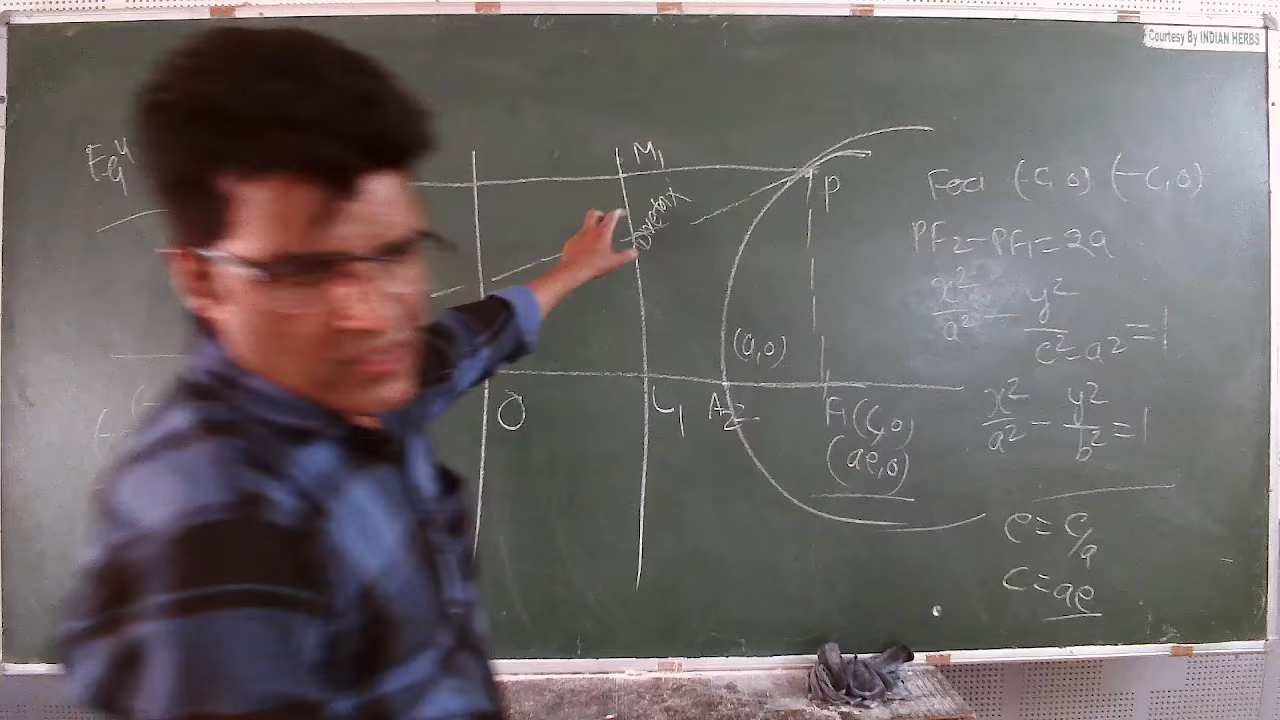 Courtesy By INDIAN HERBS
Eqⁿ
M₁
Directrix
P
(a,0)
O
L₁
A₂
F₁(c,0)
(ae,0)
Foci (c,0) (-c,0)
PF₂-PF₁=2a
x²/a² - y²/c²-a² =1
x²/a² - y²/b² =1
e=c/a
c=ae